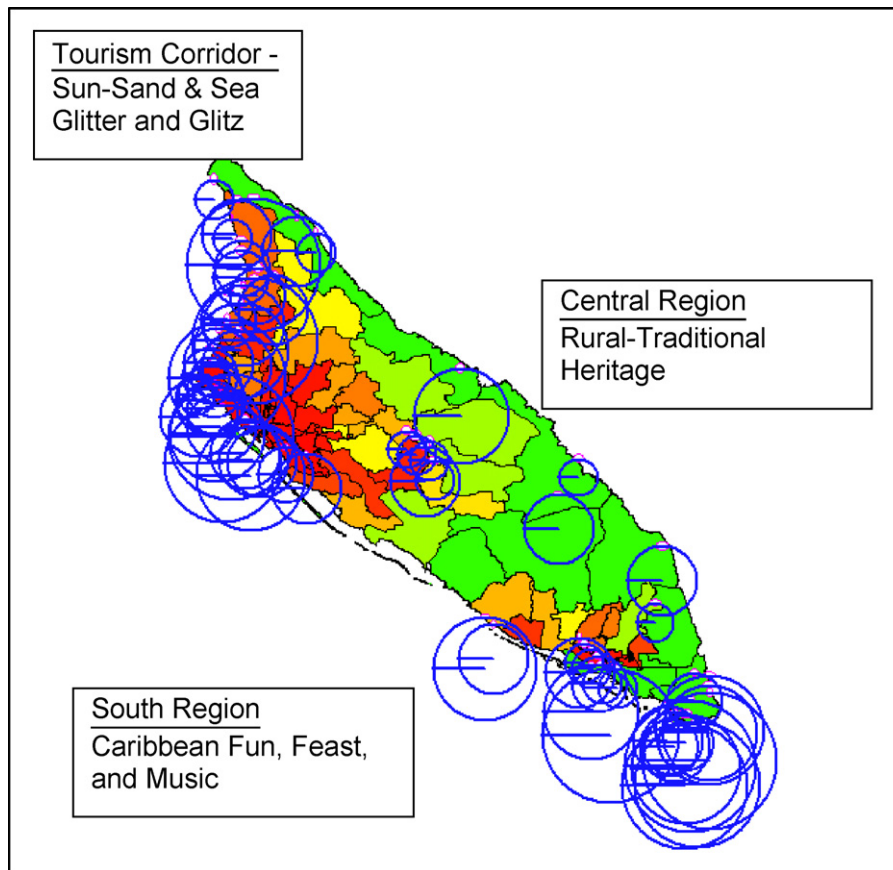 Tourism Corridor -
Sun-Sand & Sea
Glitter and Glitz
Central Region
Rural-Traditional
Heritage
South Region
Caribbean Fun, Feast,
and Music